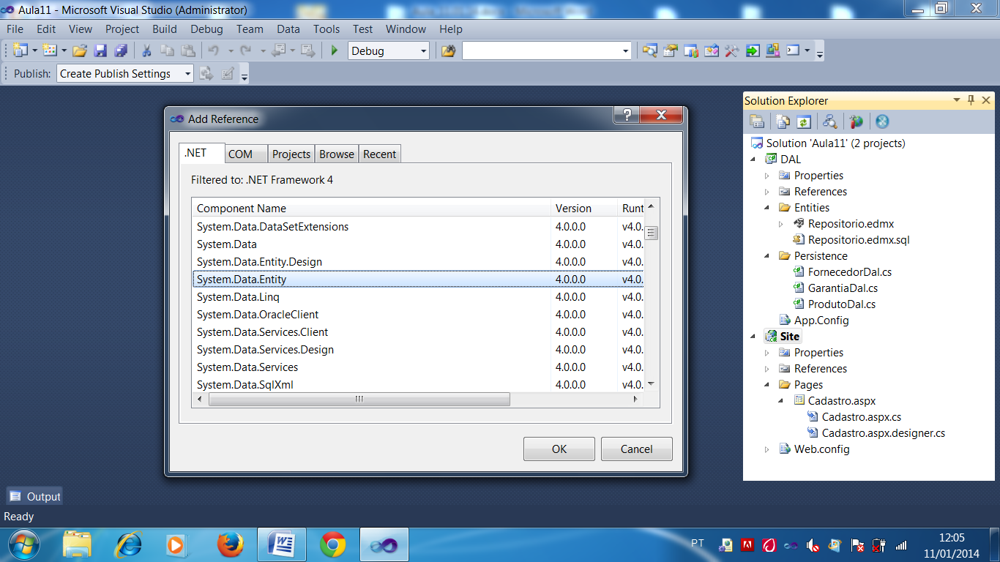 Aula11 - Microsoft Visual Studio (Administrator)
File Edit View Project Build Debug Team Data Tools Test Window Help
Debug
Publish: Create Publish Settings
Add Reference
.NET COM Projects Browse Recent
Filtered to: .NET Framework 4
Component Name Version Runt
System.Data.DataSetExtensions 4.0.0.0 v4.0.
System.Data 4.0.0.0 v4.0.
System.Data.Entity.Design 4.0.0.0 v4.0.
System.Data.Entity 4.0.0.0 v4.0.
System.Data.Linq 4.0.0.0 v4.0.
System.Data.OracleClient 4.0.0.0 v4.0.
System.Data.Services.Client 4.0.0.0 v4.0.
System.Data.Services.Design 4.0.0.0 v4.0.
System.Data.Services 4.0.0.0 v4.0.
System.Data.SqlXml 4.0.0.0 v4.0.
OK Cancel
Solution Explorer
Solution 'Aula11' (2 projects)
DAL
Properties
References
Entities
Repositorio.edmx
Repositorio.edmx.sql
Persistence
FornecedorDal.cs
GarantiaDal.cs
ProdutoDal.cs
App.Config
Site
Properties
References
Pages
Cadastro.aspx
Cadastro.aspx.cs
Cadastro.aspx.designer.cs
Web.config
Output
Ready
PT
12:05
11/01/2014